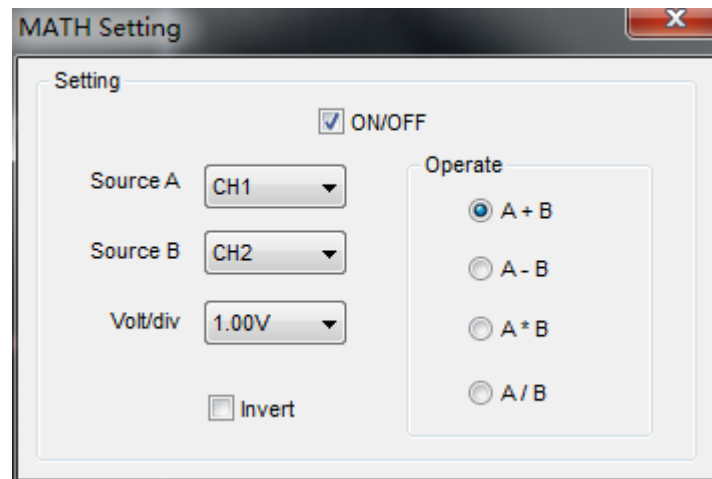 MATH Setting
Setting
ON/OFF
Source A CH1
Source B CH2
Volt/div 1.00V
Invert
Operate
A + B
A - B
A * B
A / B